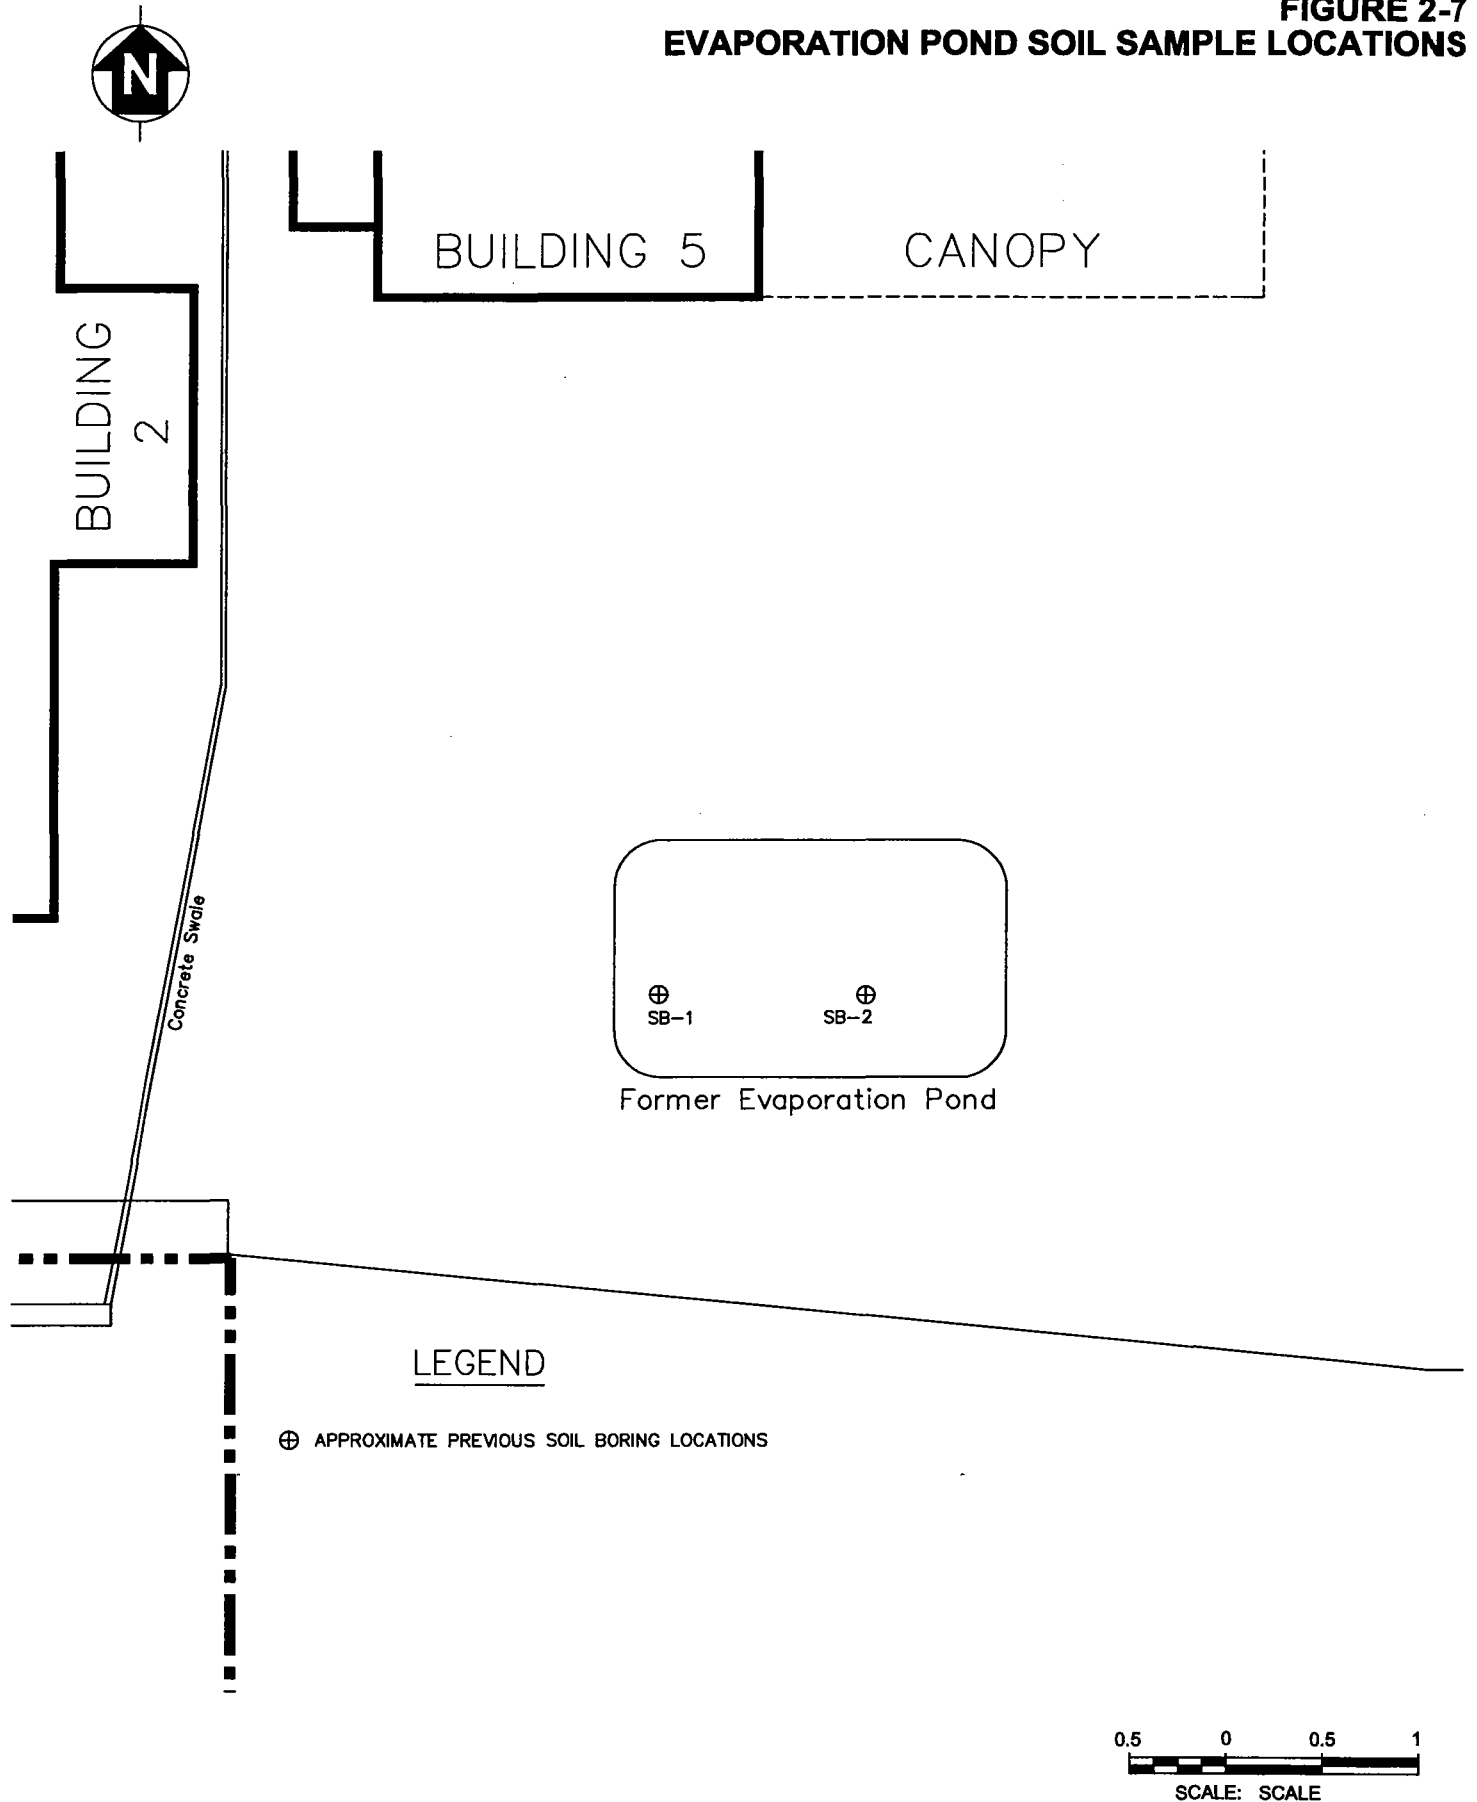 FIGURE 2-7
EVAPORATION POND SOIL SAMPLE LOCATIONS
N
BUILDING 5
CANOPY
BUILDING
2
Concrete Swale
SB-1
SB-2
Former Evaporation Pond
LEGEND
APPROXIMATE PREVIOUS SOIL BORING LOCATIONS
0.5 0 0.5 1
SCALE: SCALE